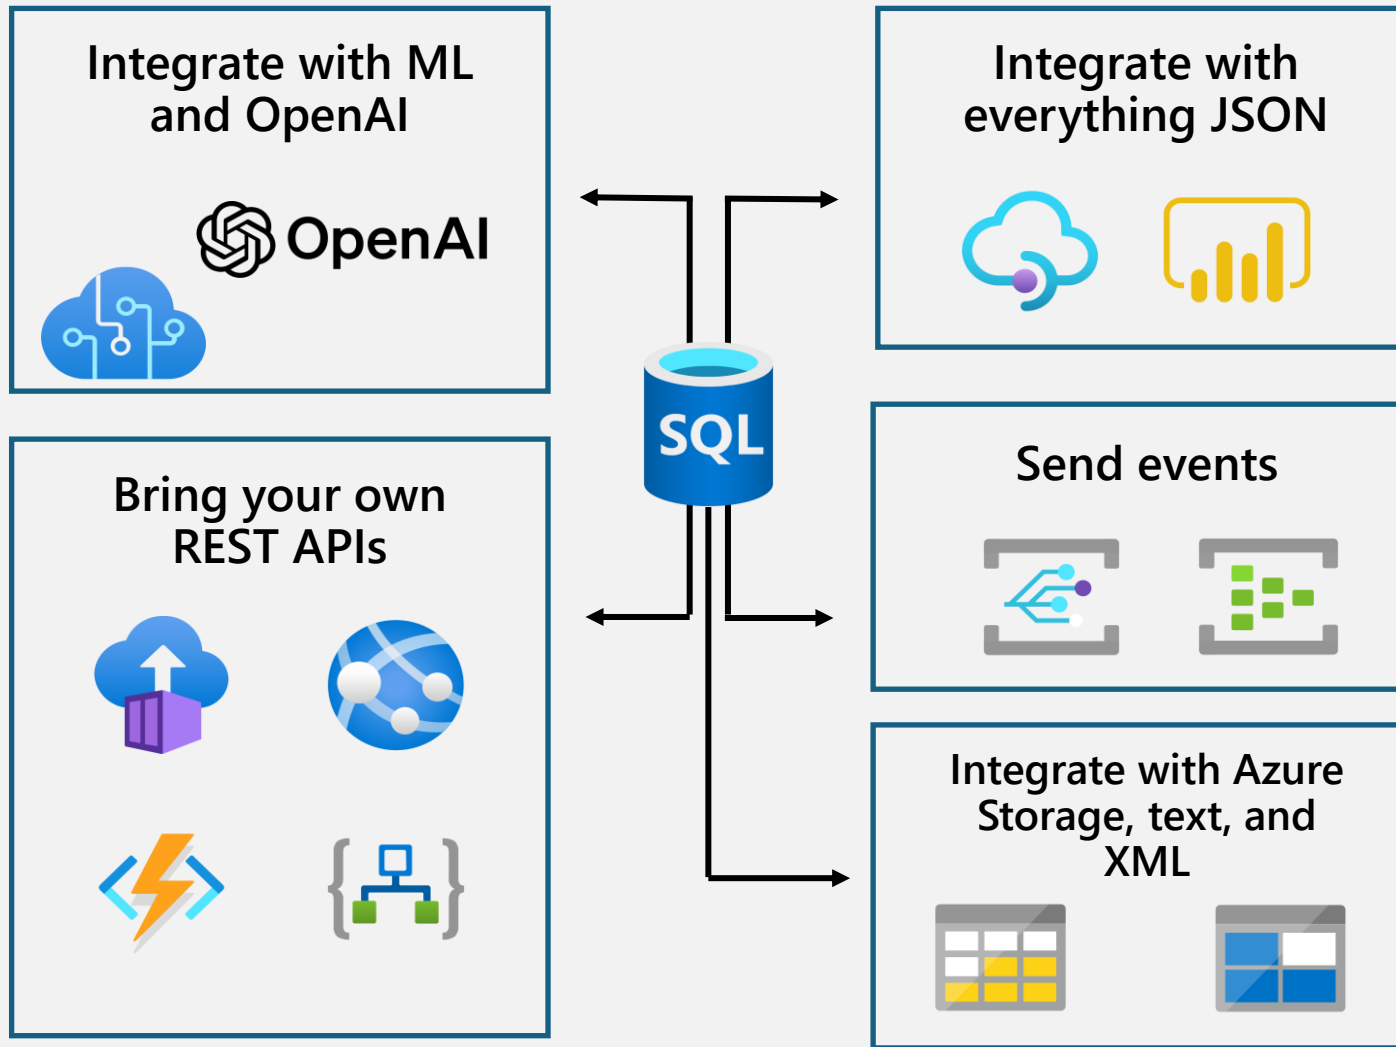 Integrate with ML
and OpenAI
OpenAI
Bring your own
REST APIs
SQL
Integrate with
everything JSON
Send events
Integrate with Azure
Storage, text, and
XML